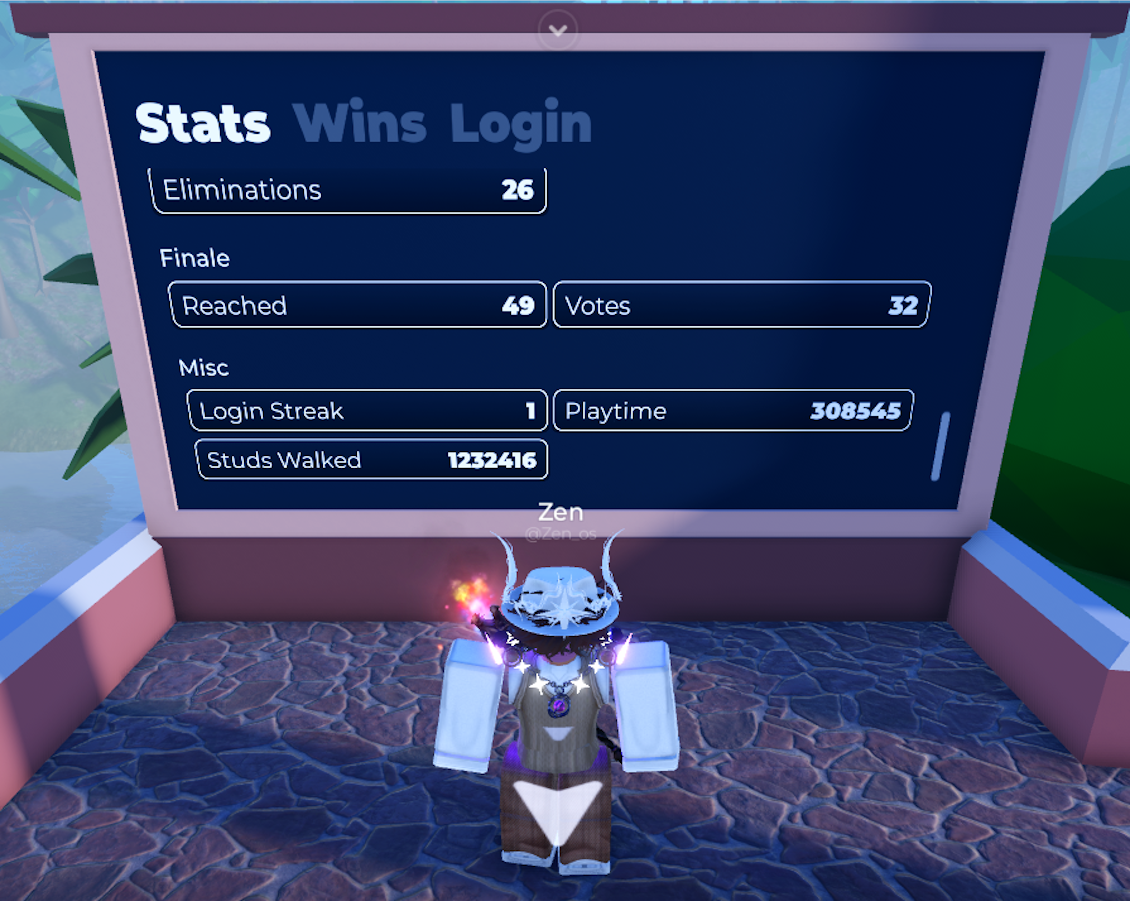 Stats Wins Login
Eliminations 26
Finale
Reached 49 Votes 32
Misc
Login Streak 1 Playtime 308545
Studs Walked 1232416
Zen
@Zen_os